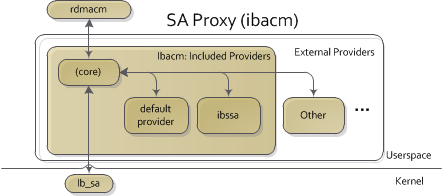 rdmacm
SA Proxy (ibacm)
Ibacm: Included Providers
External Providers
(core)
default
provider
ibssa
Other
...
Userspace
Kernel
Ib_sa